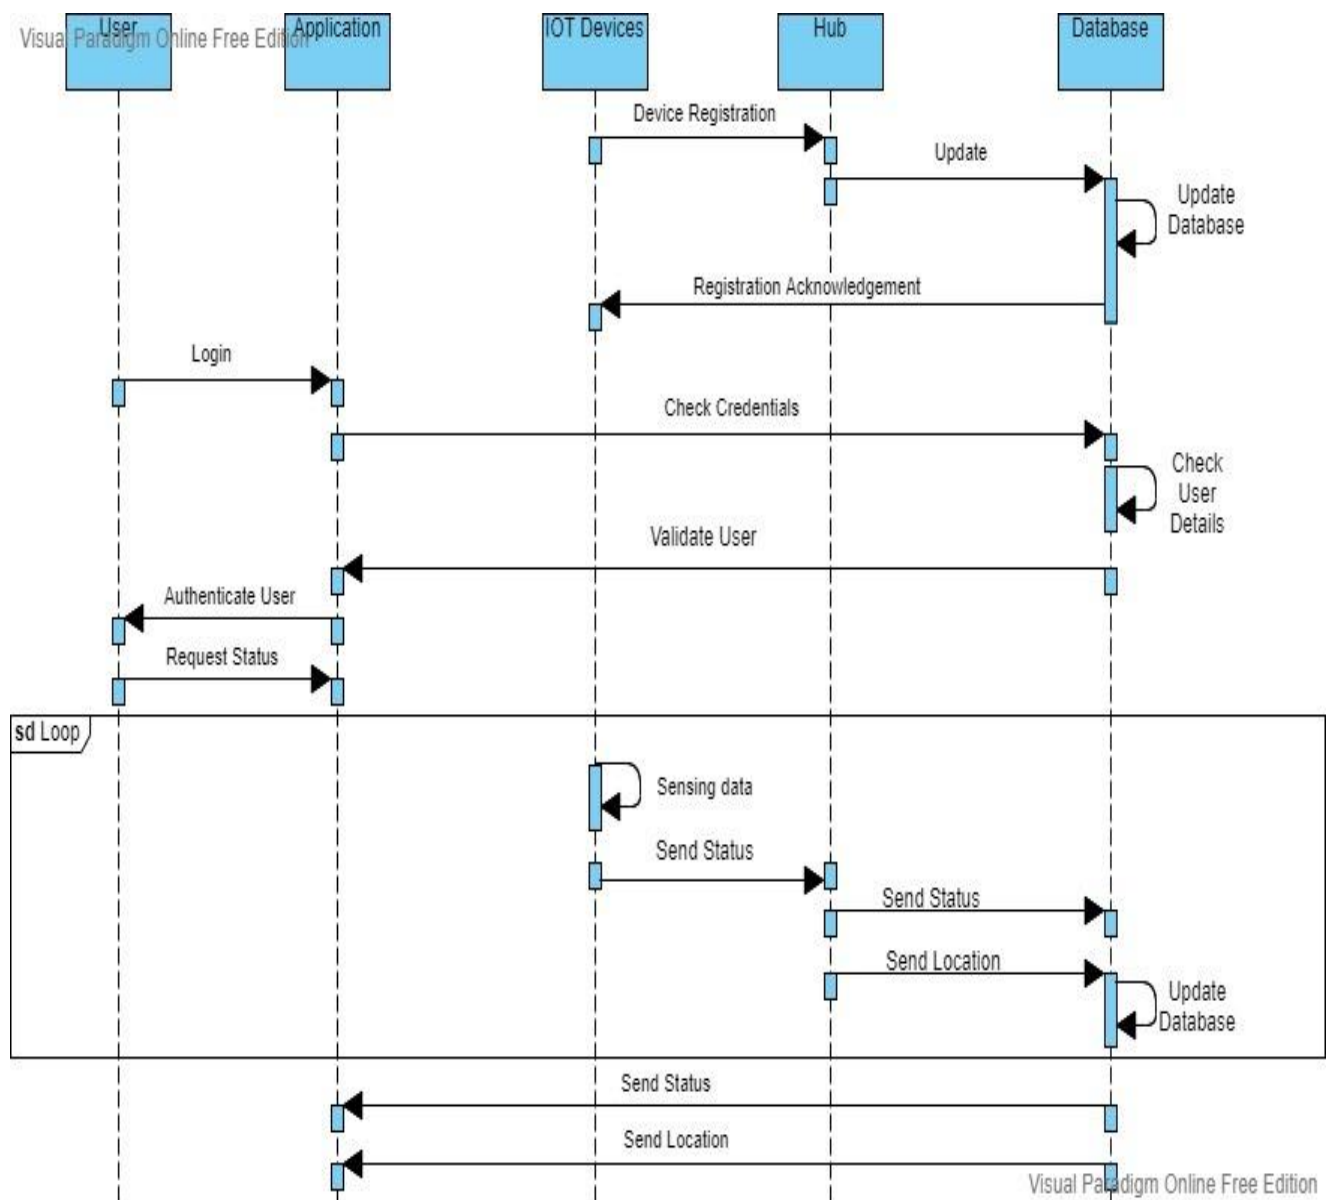 User
Application
IOT Devices
Hub
Database
Visual Paradigm Online Free Edition
Device Registration
Update
Update
Database
Registration Acknowledgement
Login
Check Credentials
Check
User
Details
Validate User
Authenticate User
Request Status
sd Loop
Sensing data
Send Status
Send Status
Send Location
Update
Database
Send Status
Send Location
Visual Paradigm Online Free Edition